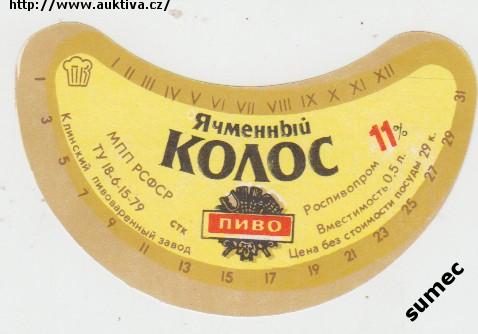 http://www.auktiva.cz/
ПВ
I II III IV V VI VII VIII IX X XI XII
Ячменный
КОЛОС
11%
ПИВО
МПП РСФСР
ТУ 18-6-15-79
стк
Клинский пивоваренный завод
Роспивопром
Вместимость 0,5 л.
Цена без стоимости посуды 29 к.
1 3 5 7 9 11 13 15 17 19 21 23 25 27 29 31
sumec